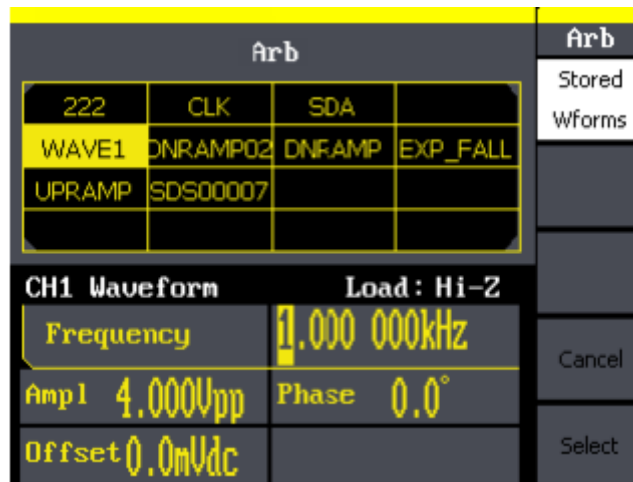 Arb
Arb
Stored
Wforms
222 CLK SDA
WAVE1 DNRAMP02 DNRAMP EXP_FALL
UPRAMP SDS00007
CH1 Waveform Load: Hi-Z
Frequency 1.000 000kHz
Cancel
Ampl 4.000Vpp Phase 0.0°
Offset 0.0mVdc
Select